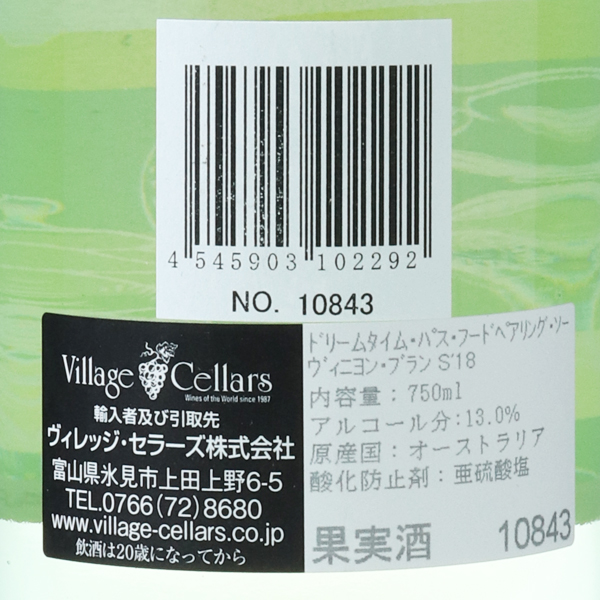 4 545903 102292
NO. 10843
Village Cellars
Wines of the World since 1987
輸入者及び引取先
ヴィレッジ・セラーズ株式会社
富山県氷見市上田上野6-5
TEL.0766(72)8680
www.village-cellars.co.jp
飲酒は20歳になってから
ドリームタイム・パス・フードペアリング・ソー
ヴィニヨン・ブラン S'18
内容量：750ml
アルコール分：13.0%
原産国：オーストラリア
酸化防止剤：亜硫酸塩
果実酒 10843